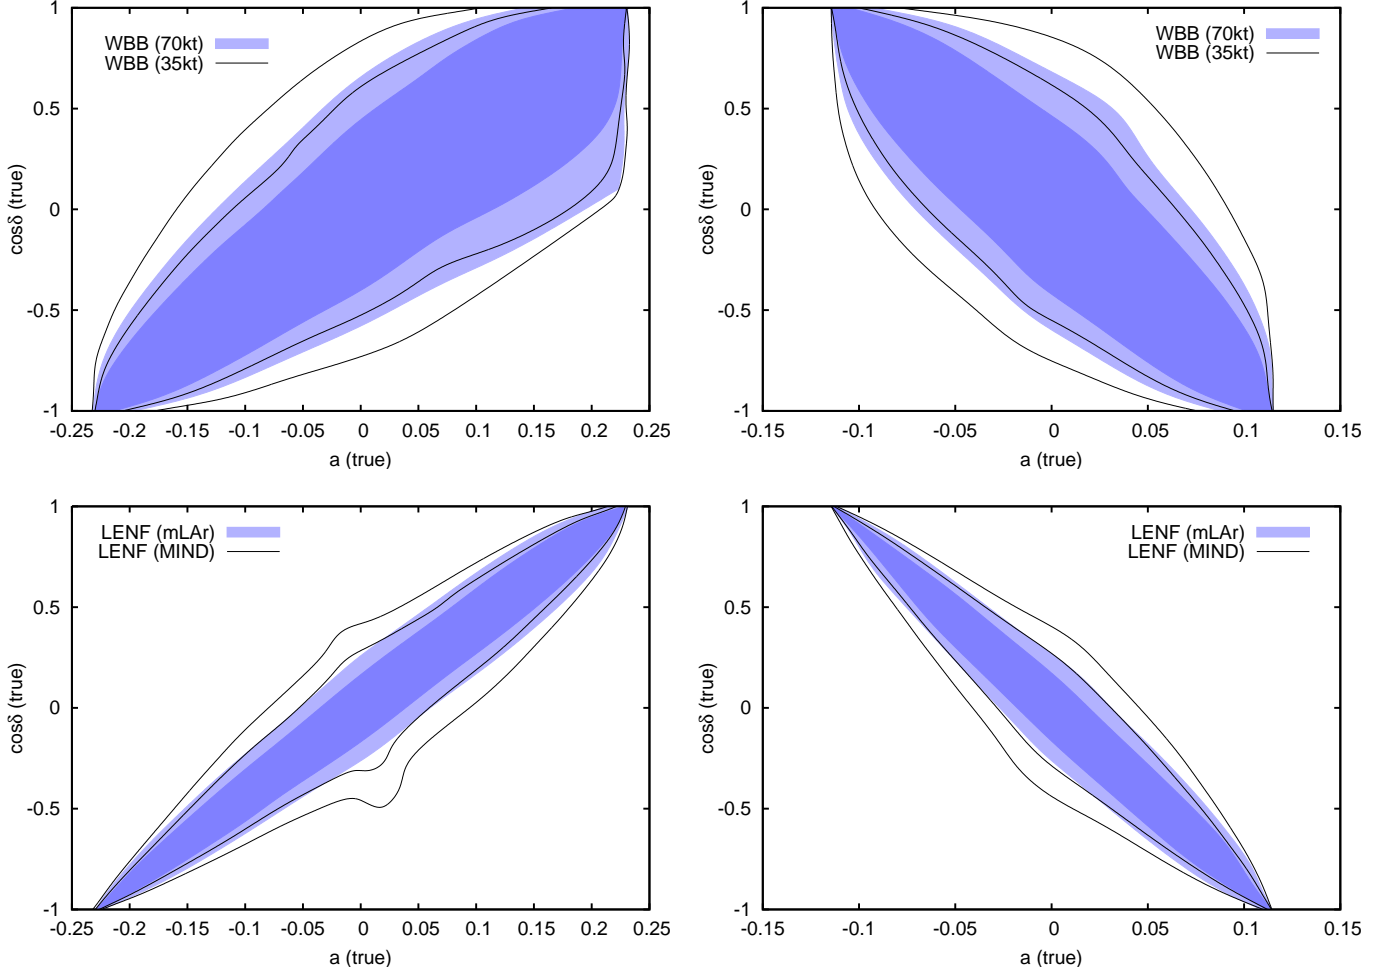 1
0.5
0
-0.5
-1
-0.25 -0.2 -0.15 -0.1 -0.05 0 0.05 0.1 0.15 0.2 0.25
cosδ (true)
a (true)
WBB (70kt)
WBB (35kt)
1
0.5
0
-0.5
-1
-0.15 -0.1 -0.05 0 0.05 0.1 0.15
cosδ (true)
a (true)
WBB (70kt)
WBB (35kt)
1
0.5
0
-0.5
-1
-0.25 -0.2 -0.15 -0.1 -0.05 0 0.05 0.1 0.15 0.2 0.25
cosδ (true)
a (true)
LENF (mLAr)
LENF (MIND)
1
0.5
0
-0.5
-1
-0.15 -0.1 -0.05 0 0.05 0.1 0.15
cosδ (true)
a (true)
LENF (mLAr)
LENF (MIND)